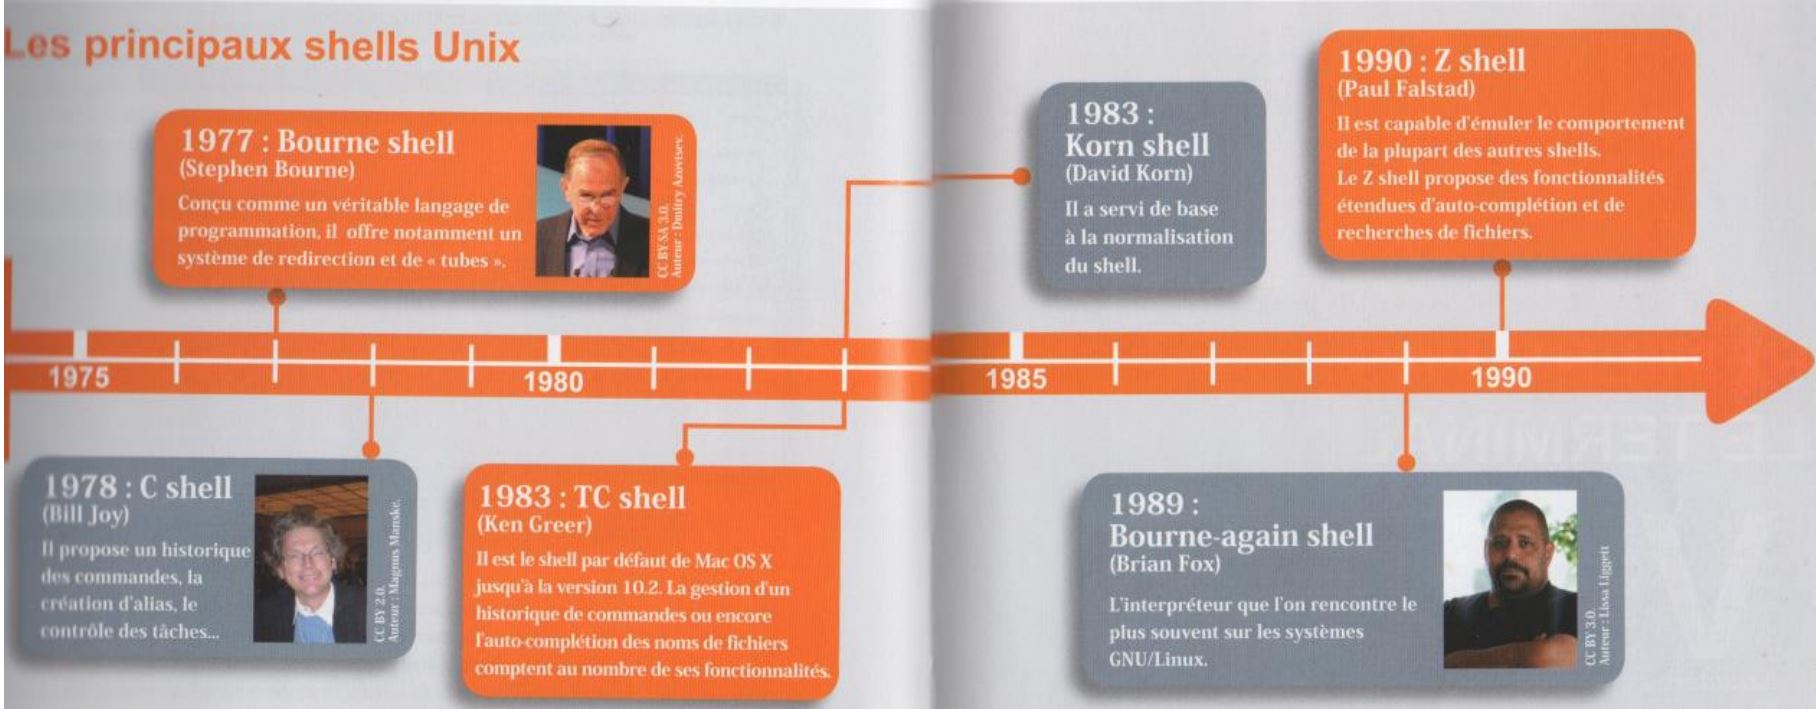 Les principaux shells Unix
1977 : Bourne shell
(Stephen Bourne)
Conçu comme un véritable langage de
programmation, il offre notamment un
système de redirection et de « tubes ».
CC BY-SA 3.0.
Auteur : Dmitry Azovtsev.
1983 :
Korn shell
(David Korn)
Il a servi de base
à la normalisation
du shell.
1990 : Z shell
(Paul Falstad)
Il est capable d'émuler le comportement
de la plupart des autres shells.
Le Z shell propose des fonctionnalités
étendues d'auto-complétion et de
recherches de fichiers.
1975
1980
1985
1990
1978 : C shell
(Bill Joy)
Il propose un historique
des commandes, la
création d'alias, le
contrôle des tâches...
CC BY 2.0.
Auteur : Magnus Manske.
1983 : TC shell
(Ken Greer)
Il est le shell par défaut de Mac OS X
jusqu'à la version 10.2. La gestion d'un
historique de commandes ou encore
l'auto-complétion des noms de fichiers
comptent au nombre de ses fonctionnalités.
1989 :
Bourne-again shell
(Brian Fox)
L'interpréteur que l'on rencontre le
plus souvent sur les systèmes
GNU/Linux.
CC BY 3.0.
Auteur : Lissa Liggett
LE TERMINAL